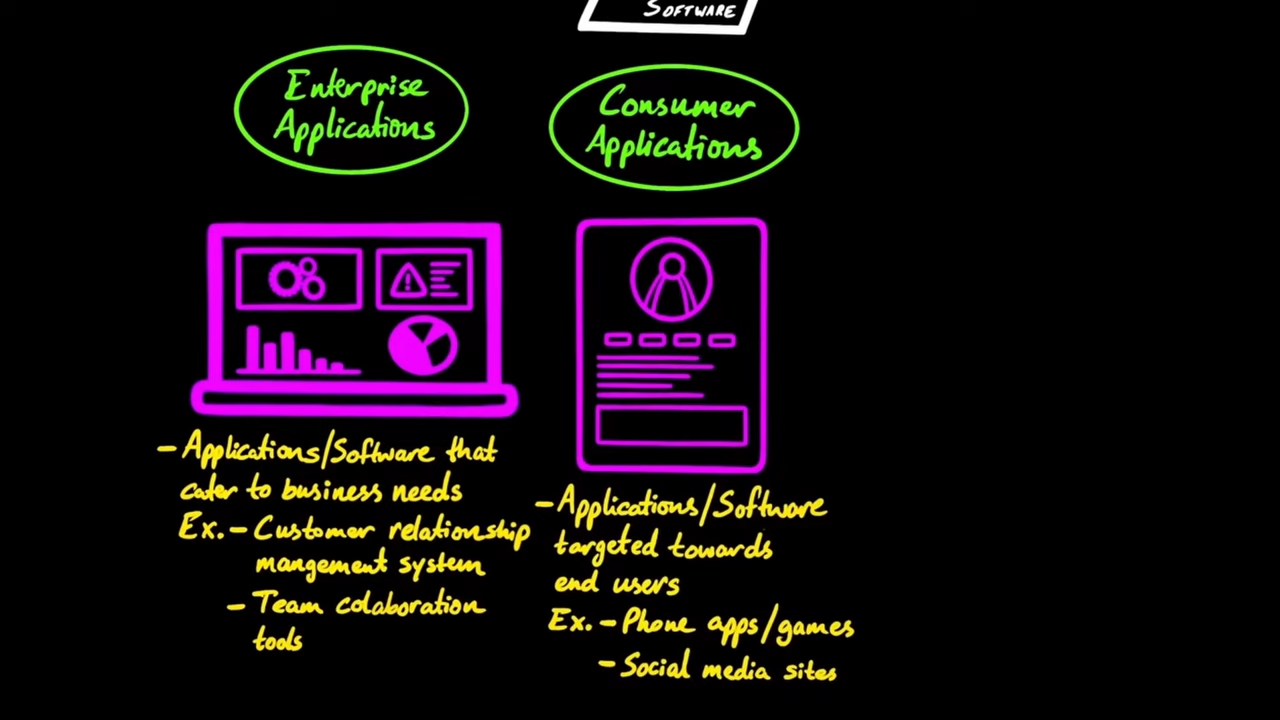 SOFTWARE
Enterprise
Applications
Consumer
Applications
- Applications/Software that
cater to business needs
Ex. - Customer relationship
mangement system
- Team colaboration
tools
- Applications/Software
targeted towards
end users
Ex. - Phone apps/games
- Social media sites